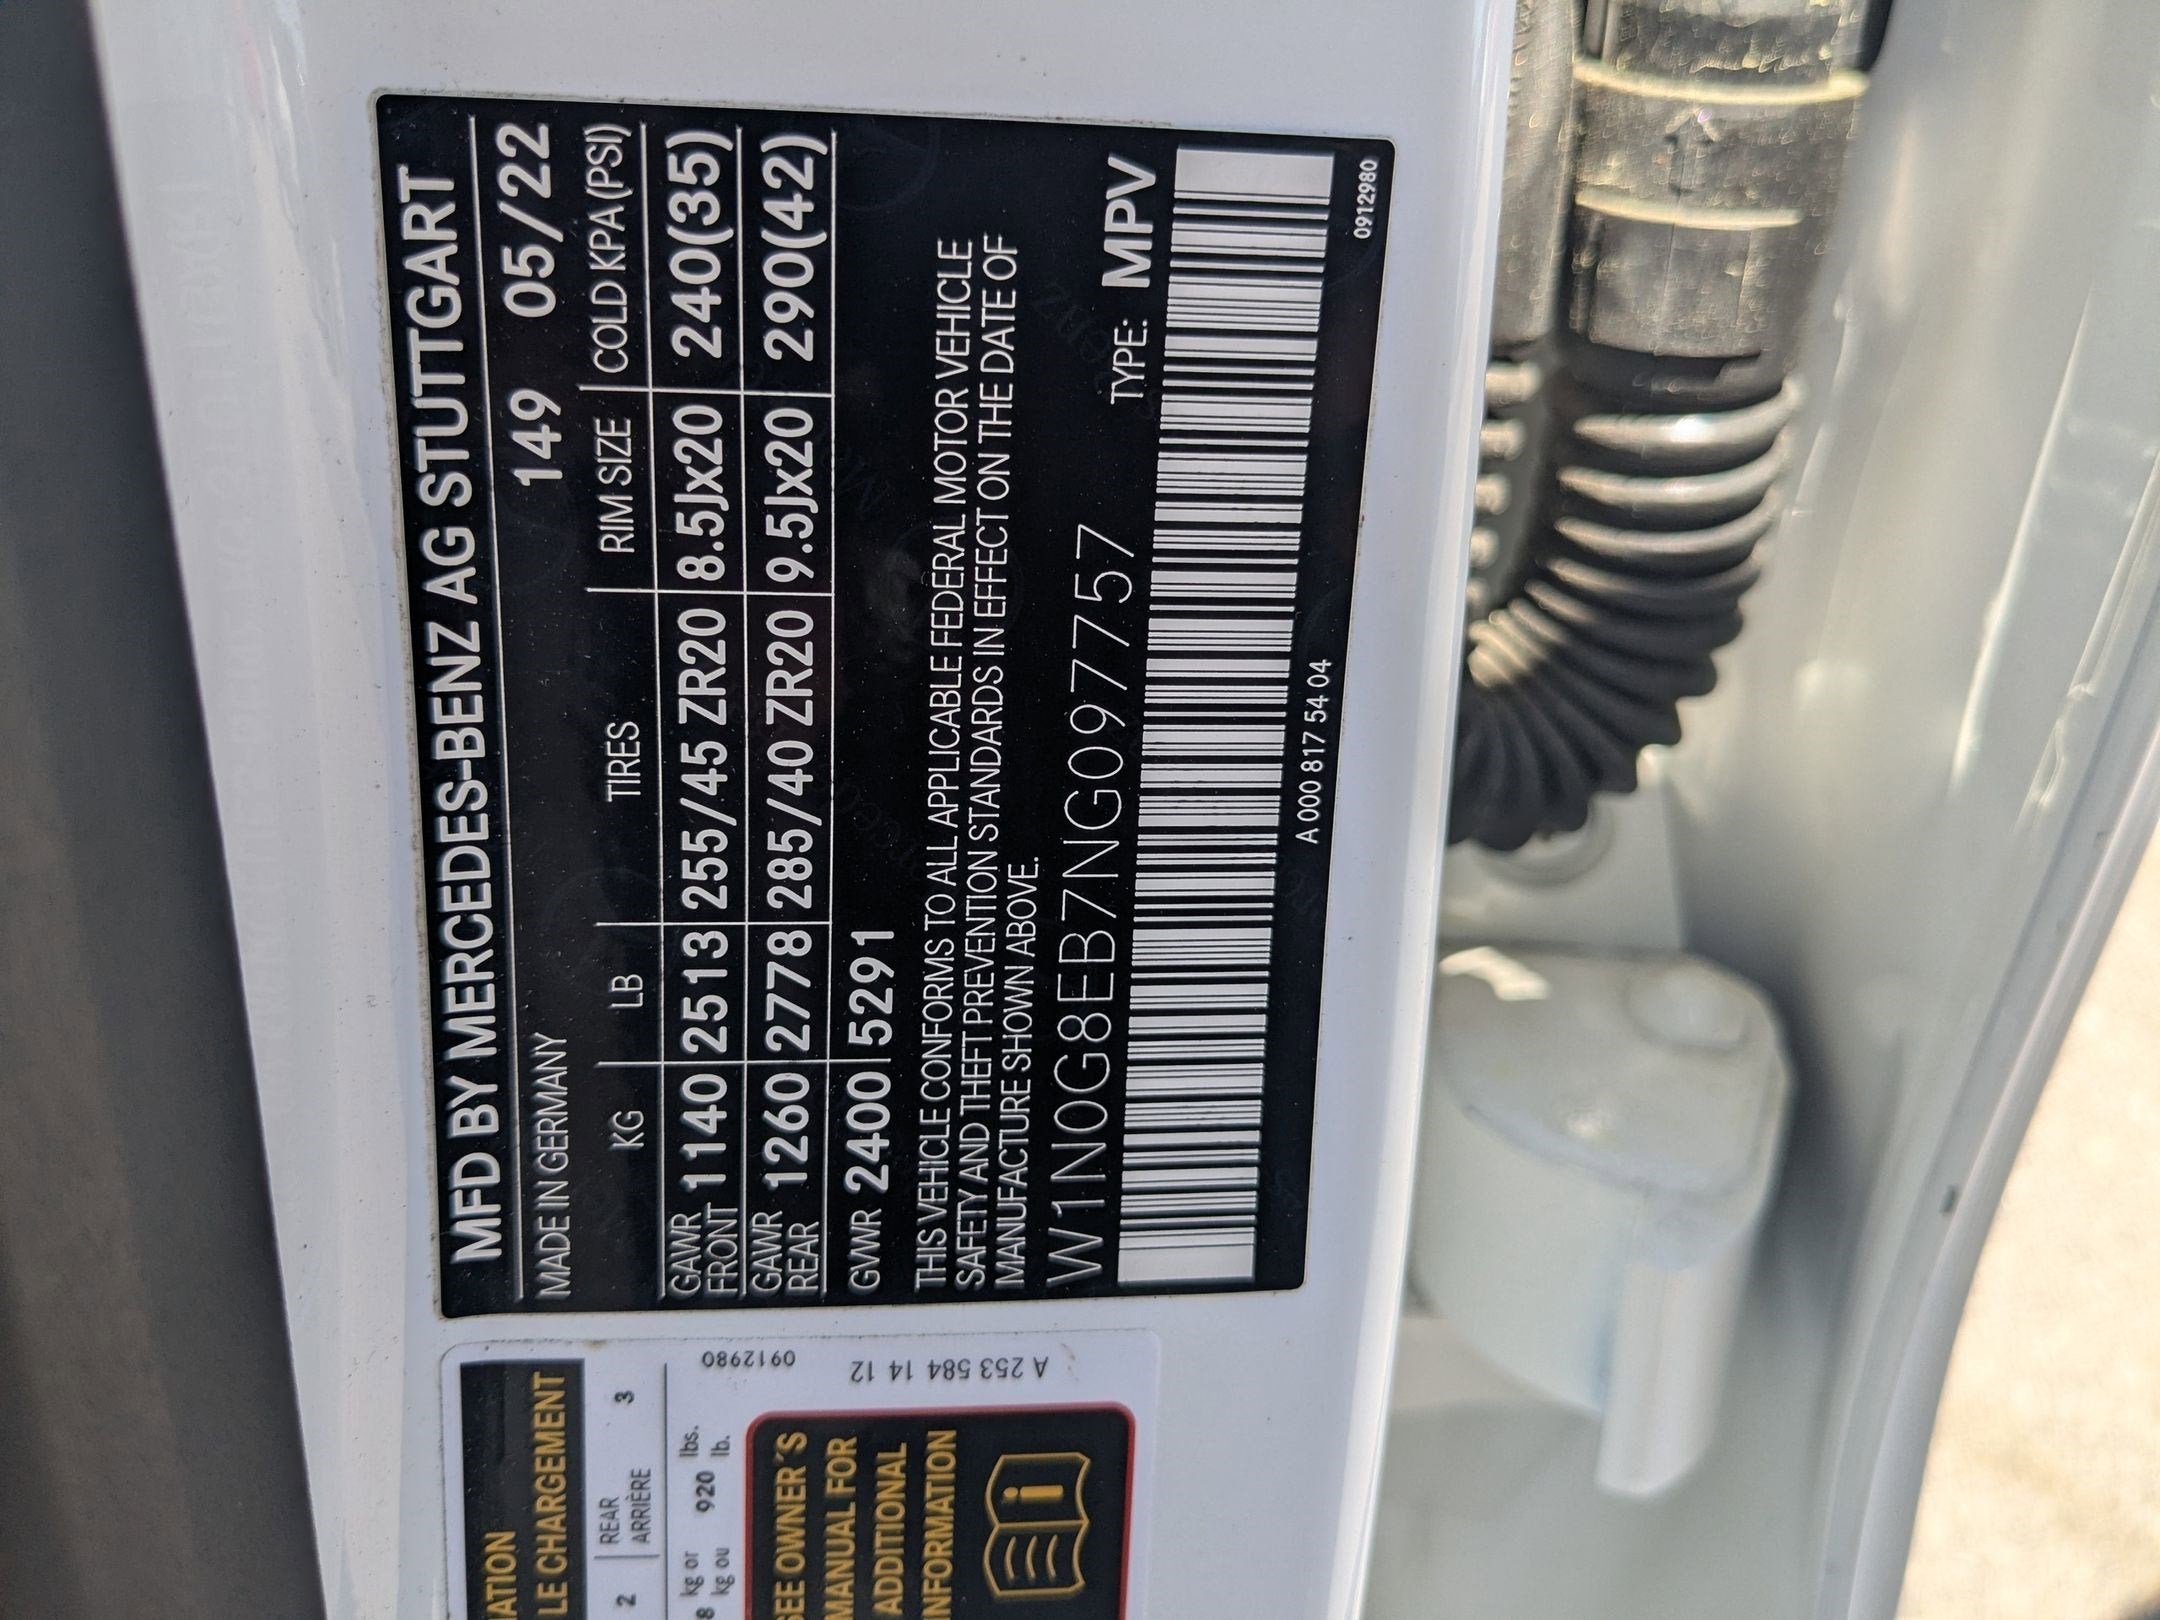 MFD BY MERCEDES-BENZ AG STUTTGART
MADE IN GERMANY 149 05/22
KG LB TIRES RIM SIZE COLD KPA(PSI)
GAWR FRONT 1140 2513 255/45 ZR20 8.5Jx20 240(35)
GAWR REAR 1260 2778 285/40 ZR20 9.5Jx20 290(42)
GVWR 2400 5291
THIS VEHICLE CONFORMS TO ALL APPLICABLE FEDERAL MOTOR VEHICLE
SAFETY AND THEFT PREVENTION STANDARDS IN EFFECT ON THE DATE OF
MANUFACTURE SHOWN ABOVE.
W1N0G8EB7NG097757 TYPE: MPV
A 000 817 54 04
0912980
LE CHARGEMENT
2 REAR 3
ARRIÈRE
kg or 920 lbs.
kg ou lb.
SEE OWNER´S
MANUAL FOR
ADDITIONAL
INFORMATION
i
0912980
A 253 584 14 12